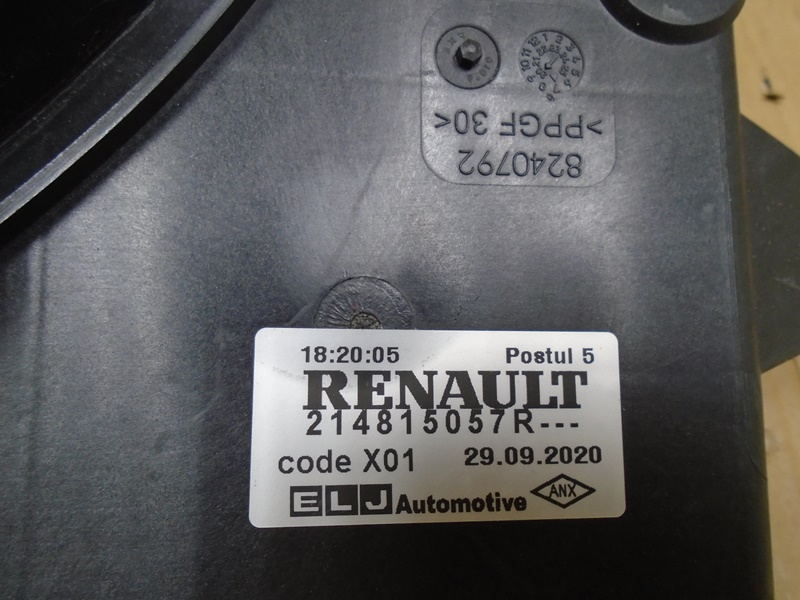 8240792
>PPGF 30<
18:20:05 Postul 5
RENAULT
214815057R---
code X01 29.09.2020
ELJ Automotive ANX